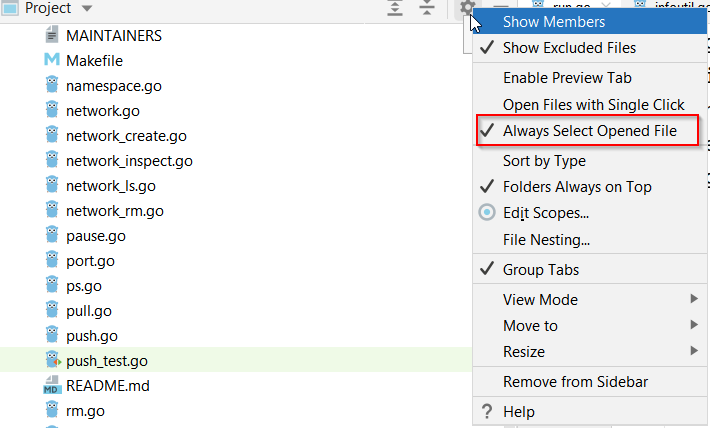 Project
run.go
infoutil.go
MAINTAINERS
Makefile
namespace.go
network.go
network_create.go
network_inspect.go
network_ls.go
network_rm.go
pause.go
port.go
ps.go
pull.go
push.go
push_test.go
MD
README.md
rm.go
Show Members
Show Excluded Files
Enable Preview Tab
Open Files with Single Click
Always Select Opened File
Sort by Type
Folders Always on Top
Edit Scopes...
File Nesting...
Group Tabs
View Mode
Move to
Resize
Remove from Sidebar
? Help